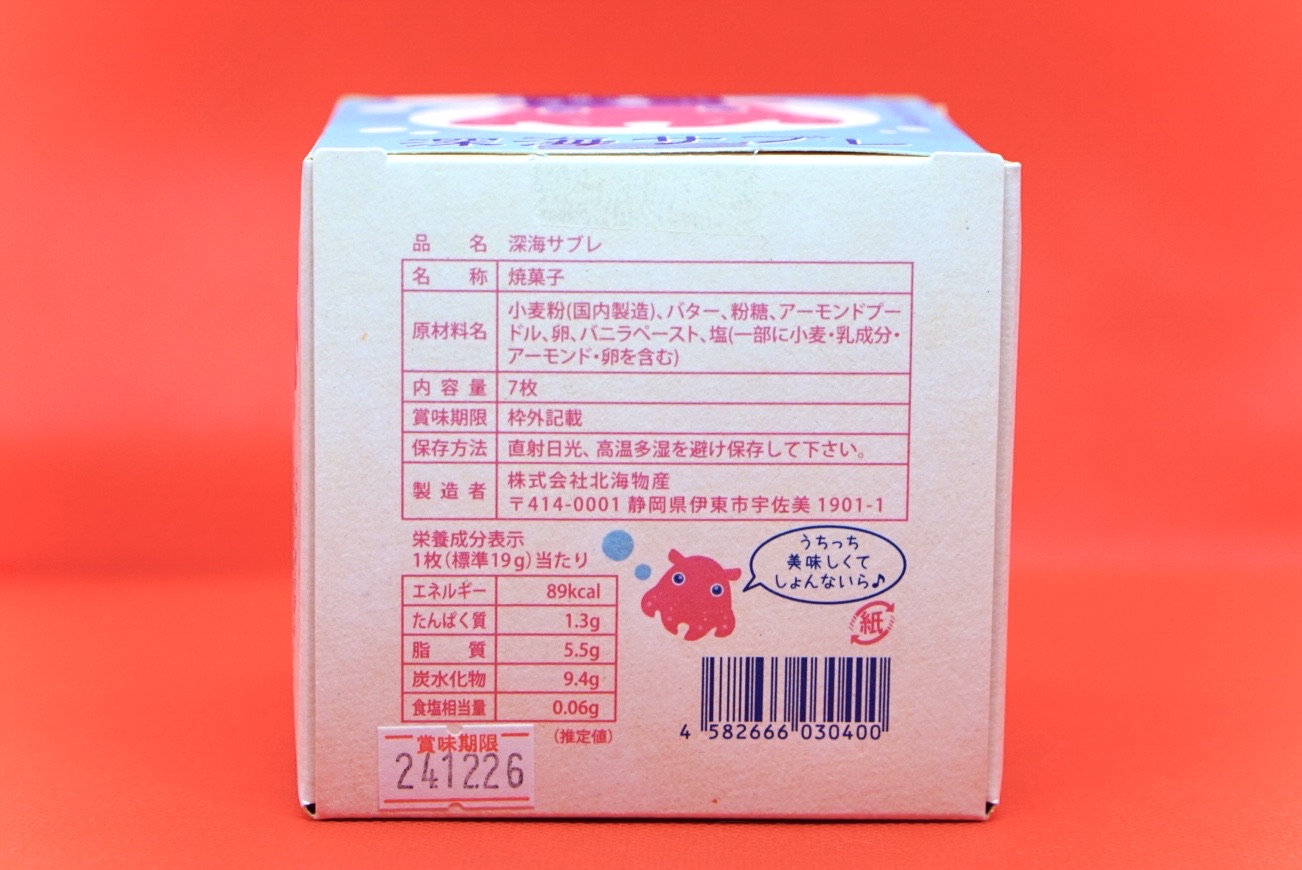 深海サブレ
品名 深海サブレ
名称 焼菓子
原材料名 小麦粉(国内製造)、バター、粉糖、アーモンドプー
ドル、卵、バニラペースト、塩(一部に小麦・乳成分・
アーモンド・卵を含む)
内容量 7枚
賞味期限 枠外記載
保存方法 直射日光、高温多湿を避け保存して下さい。
製造者 株式会社北海物産
〒414-0001 静岡県伊東市宇佐美 1901-1
栄養成分表示
1枚(標準19g)当たり
エネルギー 89kcal
たんぱく質 1.3g
脂質 5.5g
炭水化物 9.4g
食塩相当量 0.06g
(推定値)
うちっち
美味しくて
しょんないら♪
紙
4 582666 030400
賞味期限
24.12.26